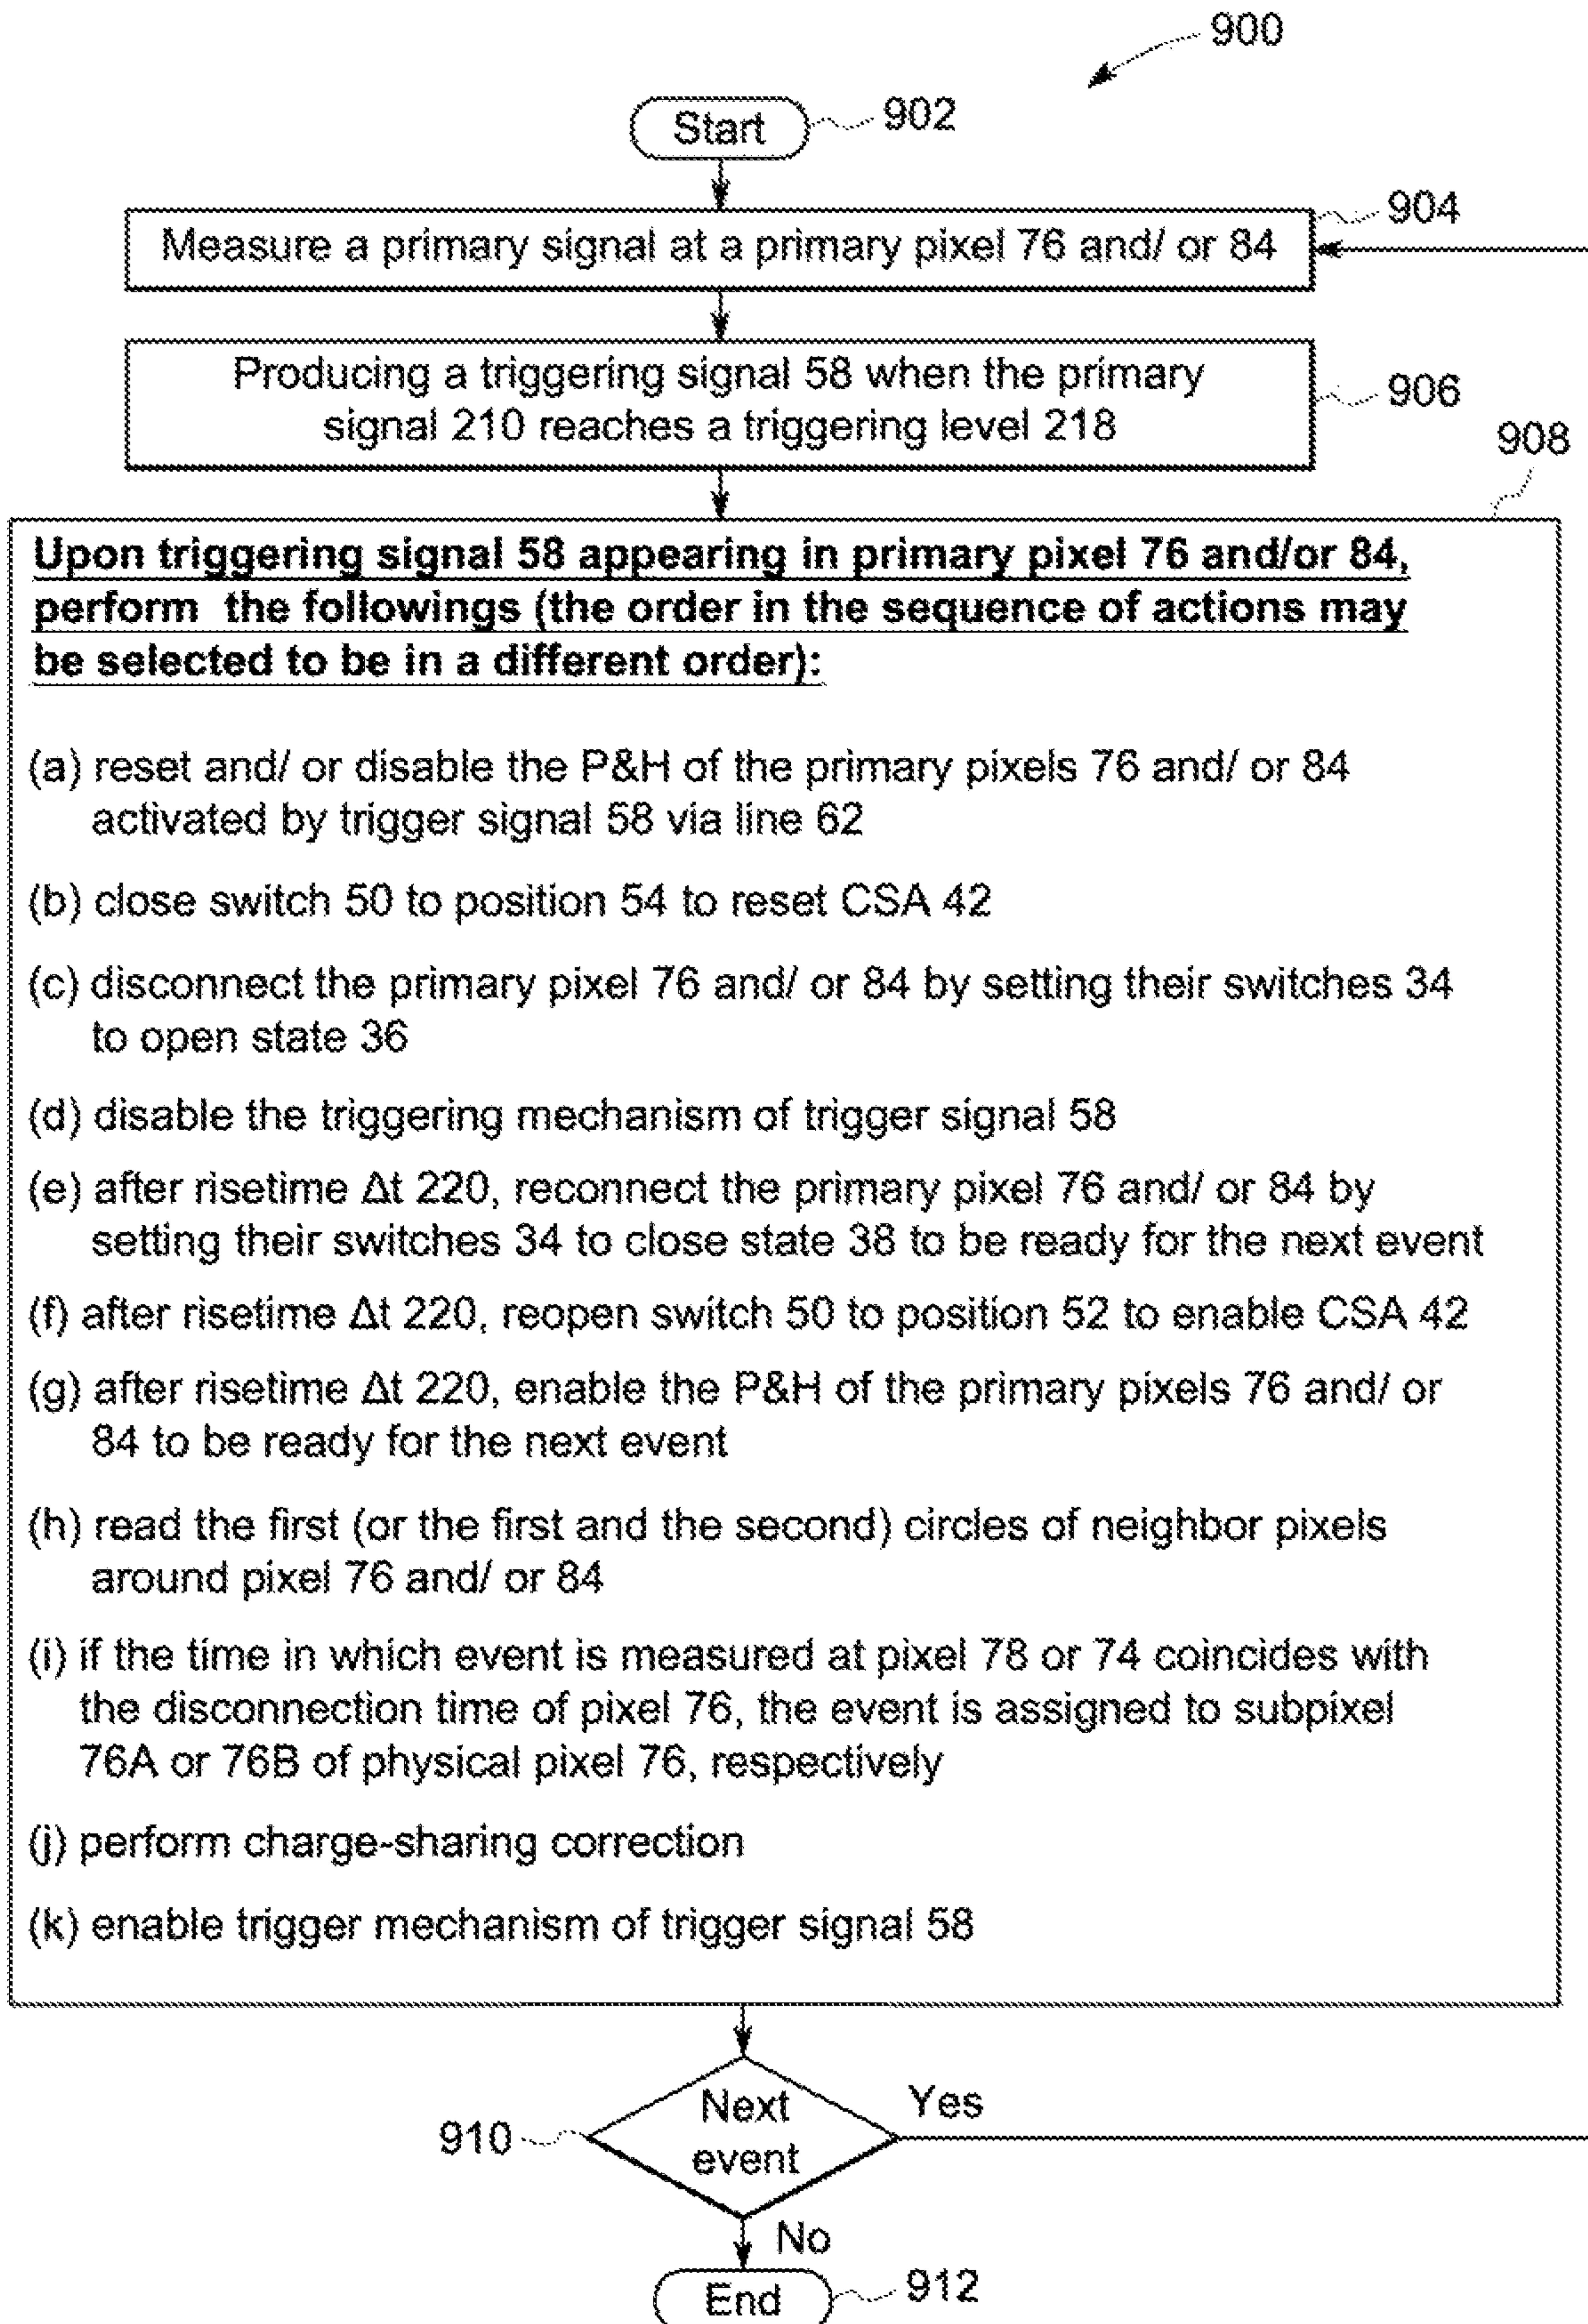 900
Start
902
904
Measure a primary signal at a primary pixel 76 and/ or 84
Producing a triggering signal 58 when the primary
signal 210 reaches a triggering level 218
906
908
Upon triggering signal 58 appearing in primary pixel 76 and/or 84,
perform the followings (the order in the sequence of actions may
be selected to be in a different order):
(a) reset and/ or disable the P&H of the primary pixels 76 and/ or 84
activated by trigger signal 58 via line 62
(b) close switch 50 to position 54 to reset CSA 42
(c) disconnect the primary pixel 76 and/ or 84 by setting their switches 34
to open state 36
(d) disable the triggering mechanism of trigger signal 58
(e) after risetime Δt 220, reconnect the primary pixel 76 and/ or 84 by
setting their switches 34 to close state 38 to be ready for the next event
(f) after risetime Δt 220, reopen switch 50 to position 52 to enable CSA 42
(g) after risetime Δt 220, enable the P&H of the primary pixels 76 and/ or
84 to be ready for the next event
(h) read the first (or the first and the second) circles of neighbor pixels
around pixel 76 and/ or 84
(i) if the time in which event is measured at pixel 78 or 74 coincides with
the disconnection time of pixel 76, the event is assigned to subpixel
76A or 76B of physical pixel 76, respectively
(j) perform charge-sharing correction
(k) enable trigger mechanism of trigger signal 58
Next
event
Yes
910
No
End
912